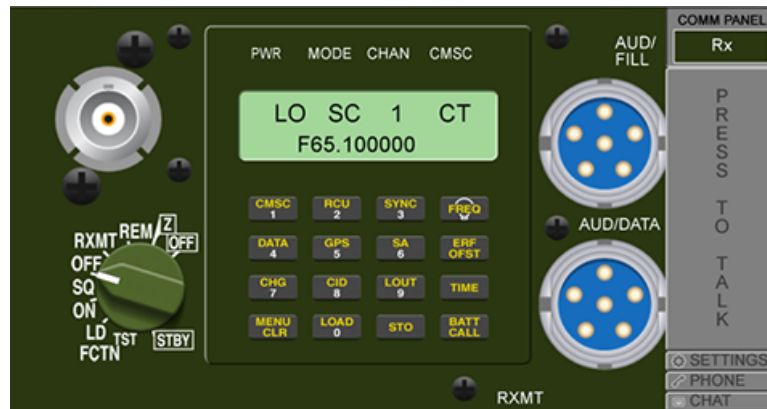 PWR MODE CHAN CMSC
LO SC 1 CT
F65.100000
CMSC
1
RCU
2
SYNC
3
FREQ
DATA
4
GPS
5
SA
6
ERF
OFST
CHG
7
CID
8
LOUT
9
TIME
MENU
CLR
LOAD
0
STO
BATT
CALL
REM
Z
OFF
RXMT
OFF
SQ
ON
LD
FCTN
TST
STBY
AUD/
FILL
AUD/DATA
RXMT
COMM PANEL
Rx
PRESS
TO
TALK
SETTINGS
PHONE
CHAT